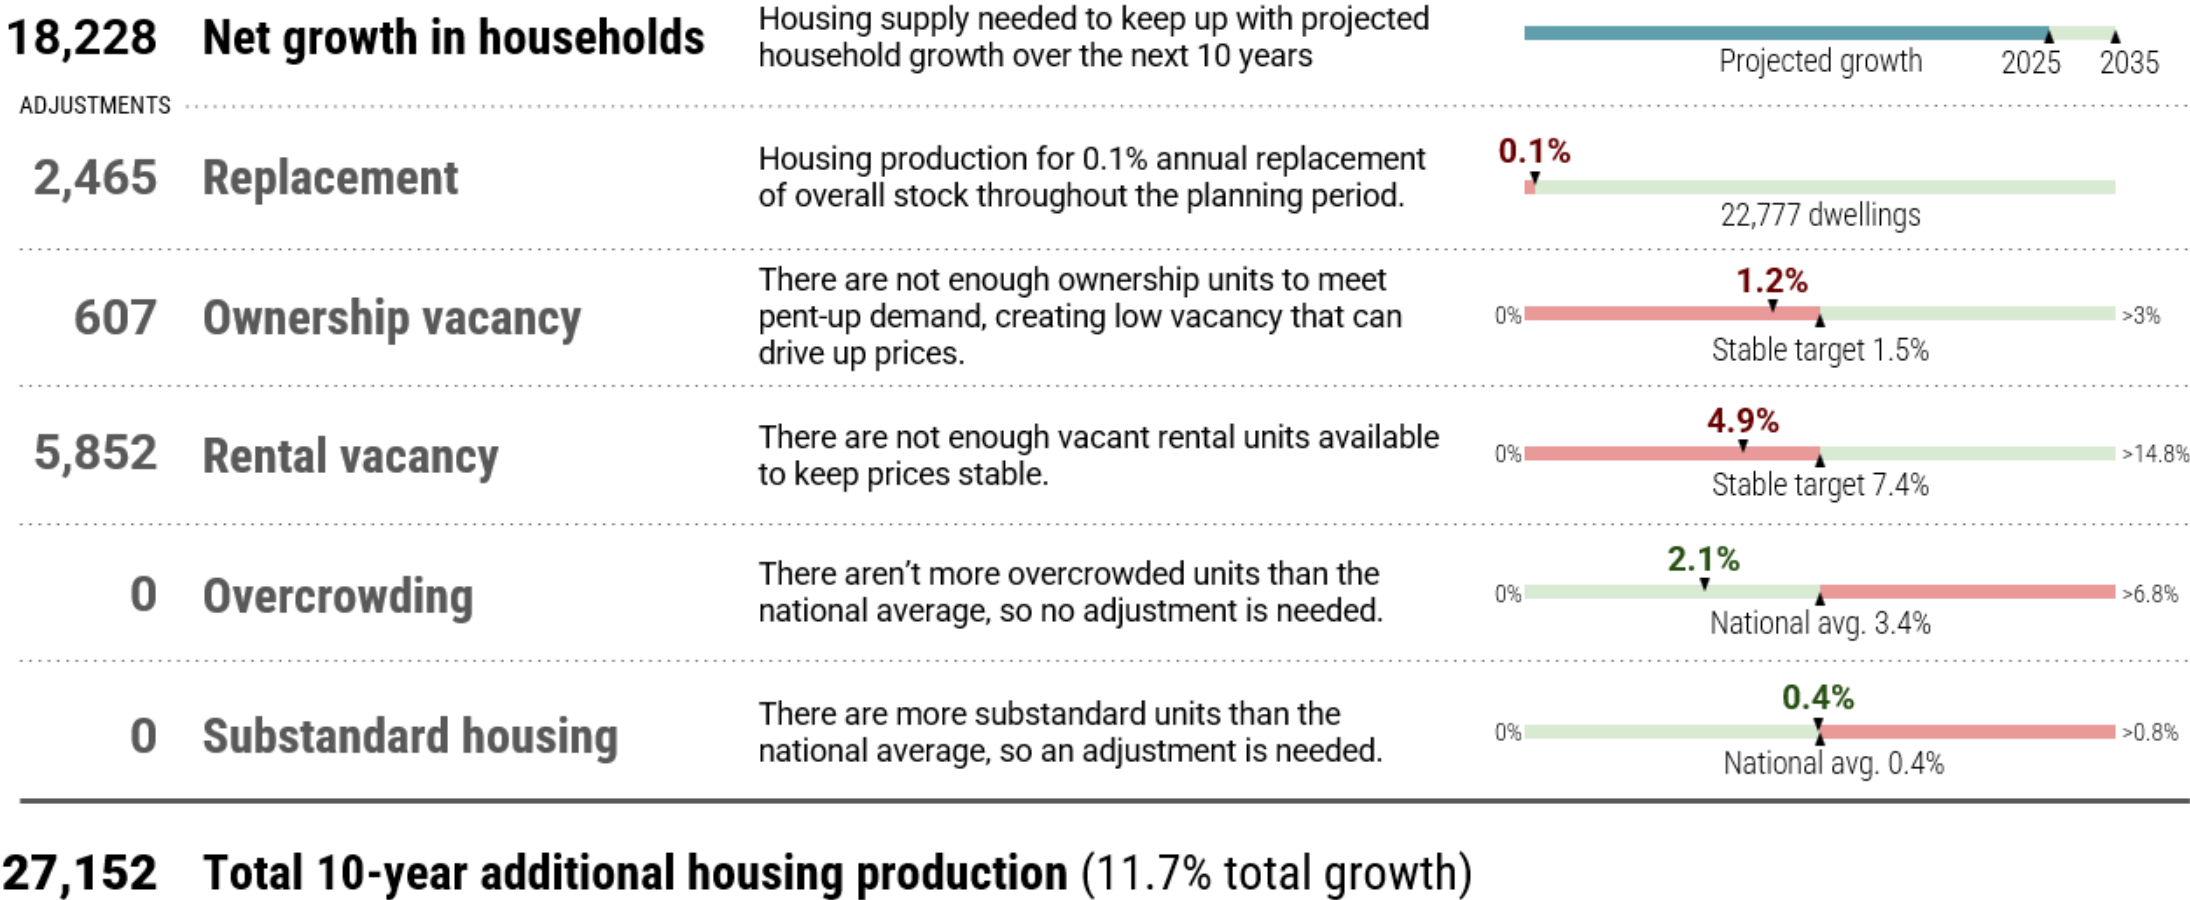 18,228 Net growth in households
Housing supply needed to keep up with projected
household growth over the next 10 years
Projected growth 2025 2035
ADJUSTMENTS
2,465 Replacement
Housing production for 0.1% annual replacement
of overall stock throughout the planning period.
0.1%
22,777 dwellings
607 Ownership vacancy
There are not enough ownership units to meet
pent-up demand, creating low vacancy that can
drive up prices.
1.2%
0% >3%
Stable target 1.5%
5,852 Rental vacancy
There are not enough vacant rental units available
to keep prices stable.
4.9%
0% >14.8%
Stable target 7.4%
0 Overcrowding
There aren’t more overcrowded units than the
national average, so no adjustment is needed.
2.1%
0% >6.8%
National avg. 3.4%
0 Substandard housing
There are more substandard units than the
national average, so an adjustment is needed.
0.4%
0% >0.8%
National avg. 0.4%
27,152 Total 10-year additional housing production (11.7% total growth)